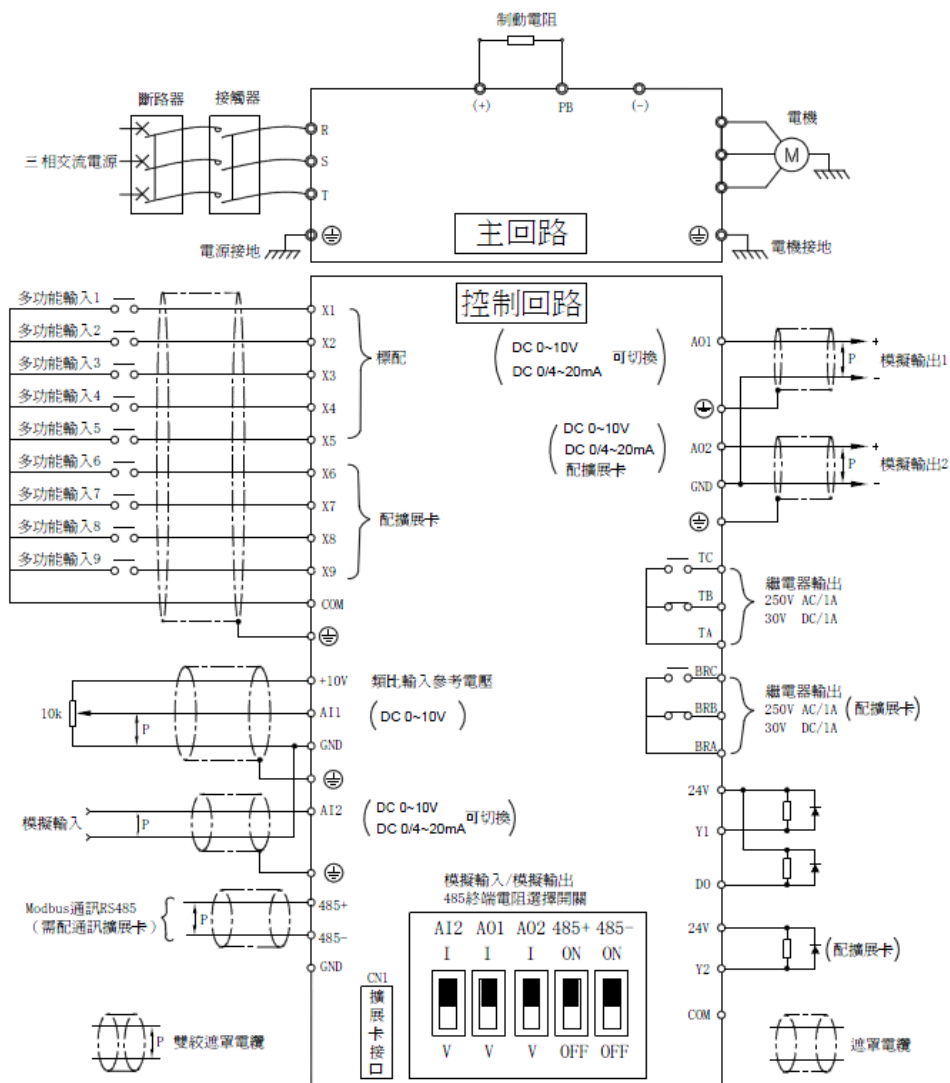 制動電阻
(+)
PB
(-)
斷路器
接觸器
電機
R
三相交流電源
S
M
T
主回路
電源接地
電機接地
控制回路
多功能輸入1
X1
多功能輸入2
X2
多功能輸入3
X3
多功能輸入4
X4
多功能輸入5
X5
標配
多功能輸入6
X6
多功能輸入7
X7
多功能輸入8
X8
多功能輸入9
X9
配擴展卡
COM
DC 0~10V
DC 0/4~20mA
可切換
AO1
+
P
模擬輸出1
-
DC 0~10V
DC 0/4~20mA
配擴展卡
AO2
+
P
模擬輸出2
GND
-
TC
TB
TA
繼電器輸出
250V AC/1A
30V DC/1A
+10V
類比輸入參考電壓
10k
AI1
(DC 0~10V)
P
GND
BRC
BRB
BRA
繼電器輸出
250V AC/1A (配擴展卡)
30V DC/1A
模擬輸入
P
AI2
DC 0~10V
DC 0/4~20mA
可切換
24V
Y1
DO
Modbus通訊RS485
(需配通訊擴展卡)
P
485+
485-
GND
24V
Y2
(配擴展卡)
COM
模擬輸入/模擬輸出
485終端電阻選擇開關
AI2 AO1 AO2 485+ 485-
I I I ON ON
V V V OFF OFF
CN1
擴展卡接口
P 雙絞遮罩電纜
遮罩電纜